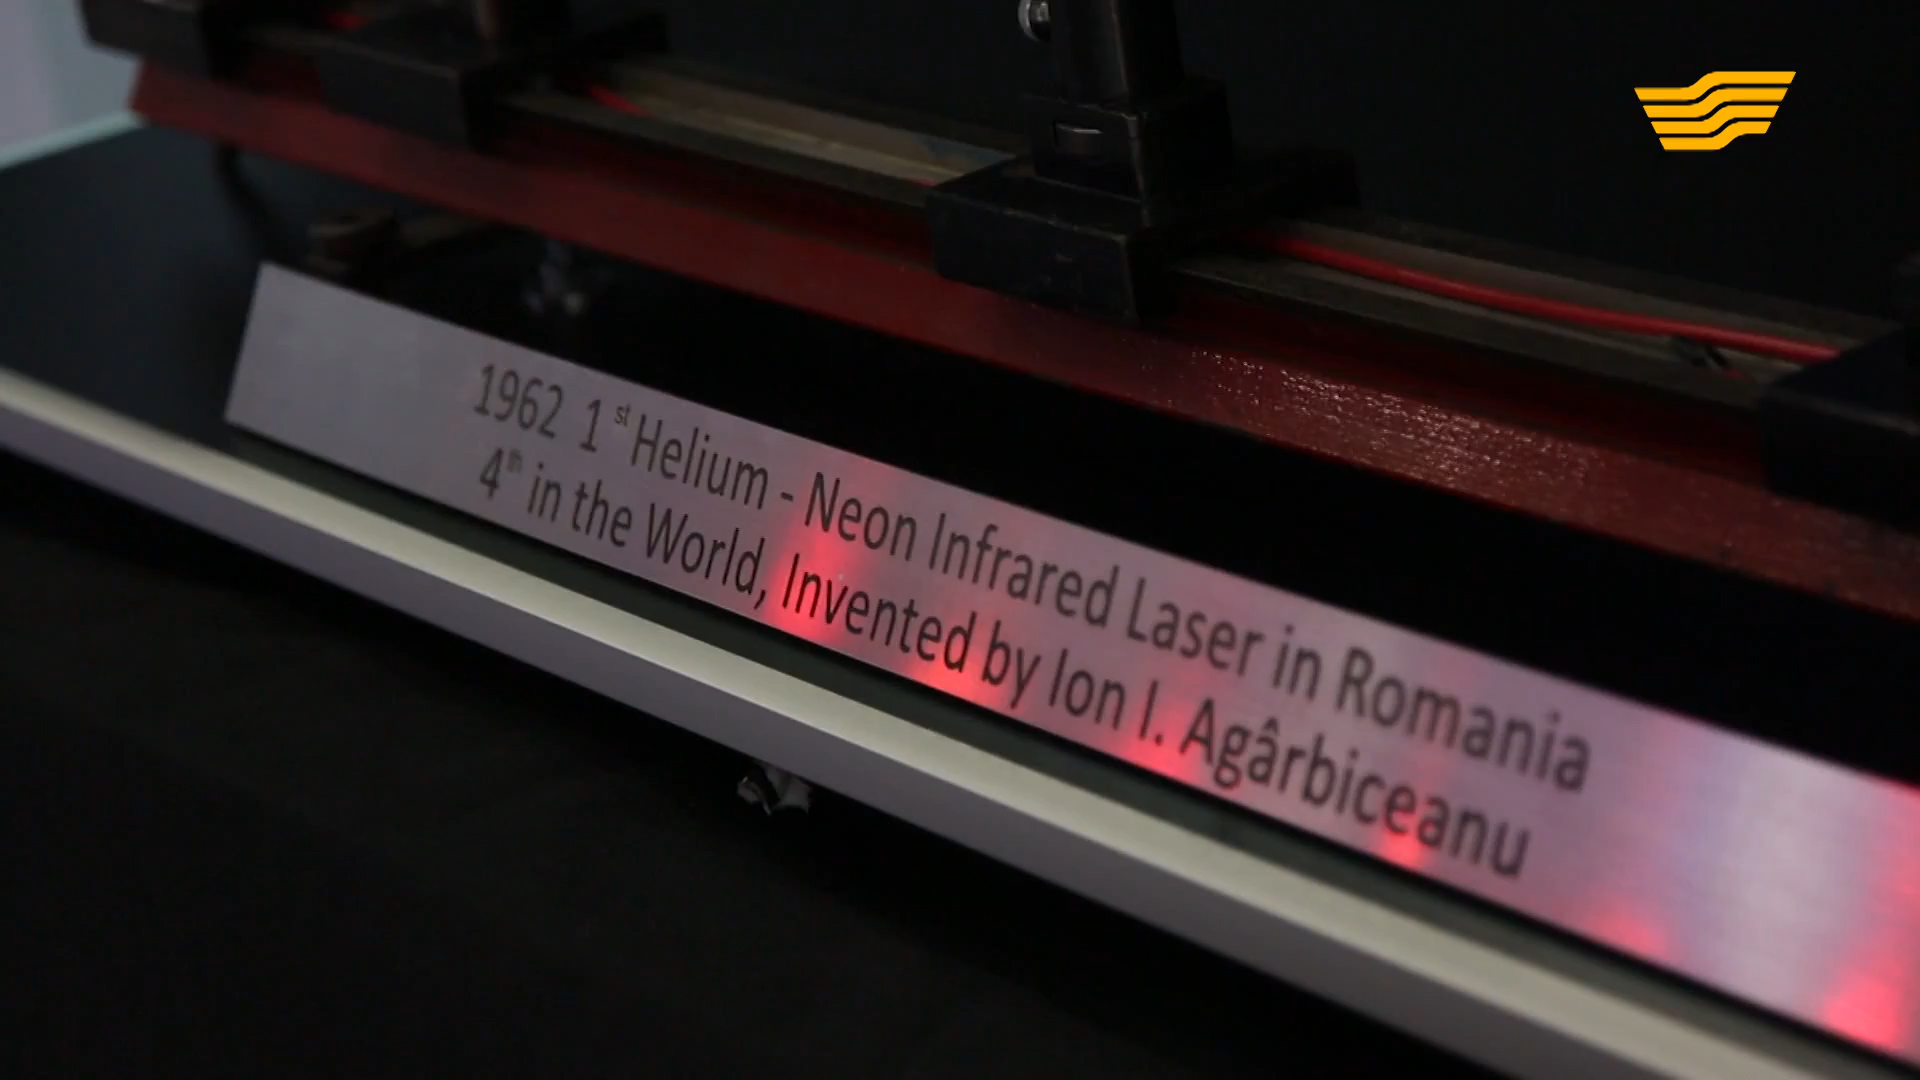 1962 1st Helium - Neon Infrared Laser in Romania
4th in the World, Invented by Ion I. Agârbiceanu